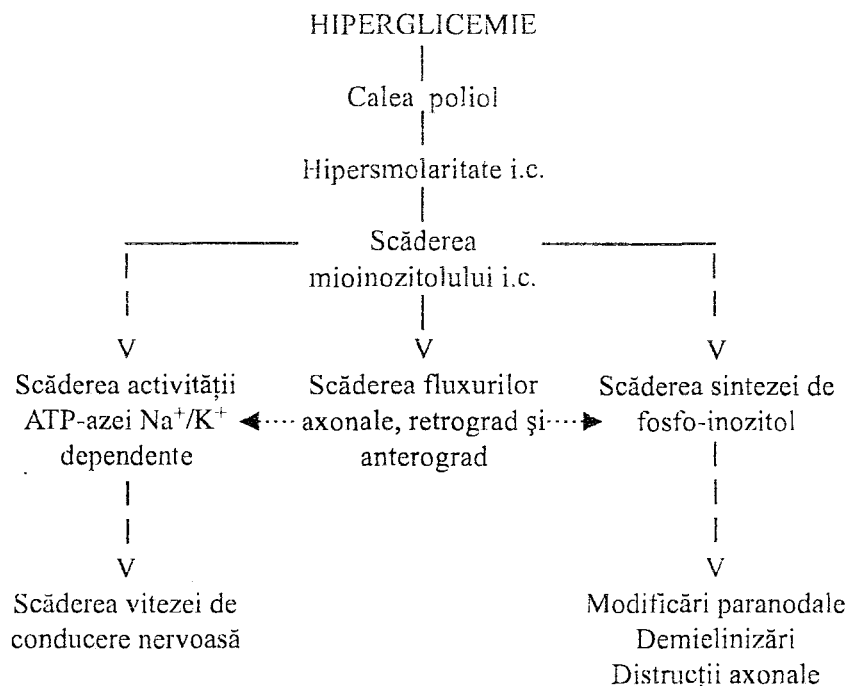 HIPERGLICEMIE
Calea poliol
Hipersmolaritate i.c.
Scăderea
mioinozitolului i.c.
V
V
V
Scăderea activității
ATP-azei Na⁺/K⁺
dependente
Scăderea fluxurilor
axonale, retrograd şi
anterograd
Scăderea sintezei de
fosfo-inozitol
V
V
Scăderea vitezei de
conducere nervoasă
Modificări paranodale
Demielinizări
Distrucții axonale